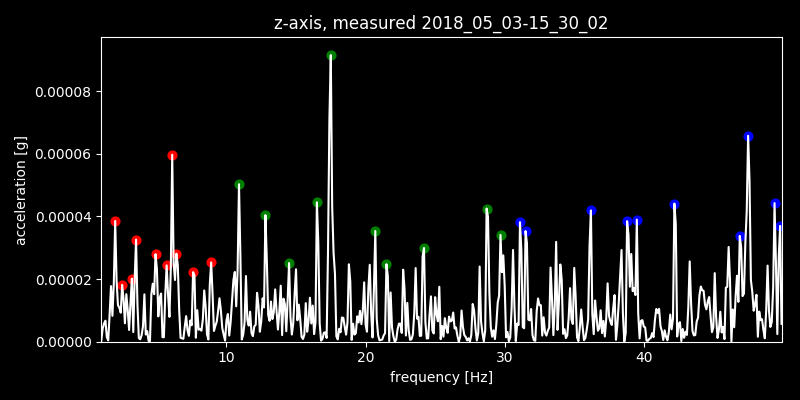 z-axis, measured 2018_05_03-15_30_02
0.00008
0.00006
0.00004
0.00002
0.00000
acceleration [g]
10 20 30 40
frequency [Hz]